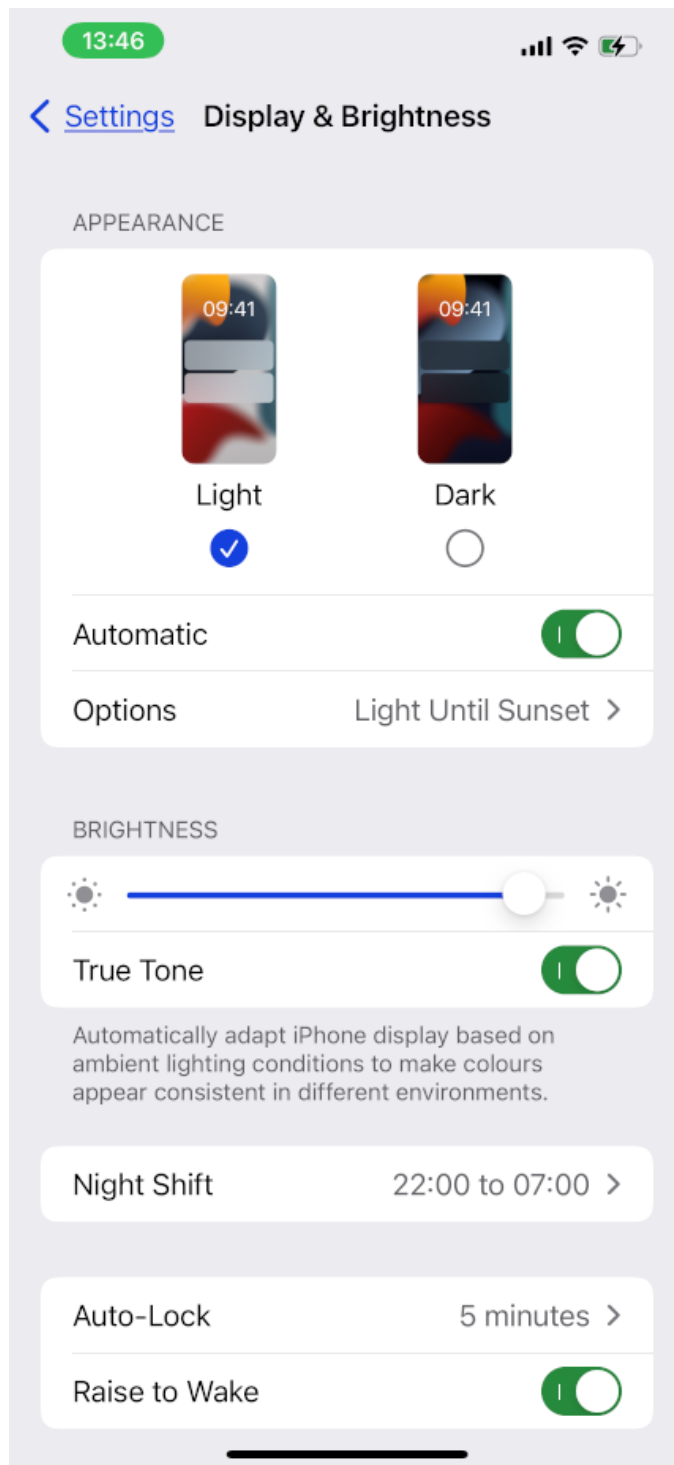 13:46
Settings Display & Brightness
APPEARANCE
09:41 09:41
Light Dark
Automatic
Options Light Until Sunset
BRIGHTNESS
True Tone
Automatically adapt iPhone display based on
ambient lighting conditions to make colours
appear consistent in different environments.
Night Shift 22:00 to 07:00
Auto-Lock 5 minutes
Raise to Wake